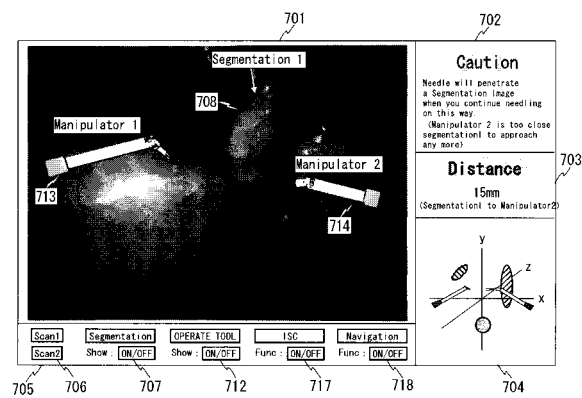 701
702
Segmentation 1
708
Manipulator 1
713
Manipulator 2
714
Caution
Needle will penetrate
a Segmentation Image
when you continue needling
on this way.
(Manipulator 2 is too close
segmentation1 to approach
any more)
703
Distance
15mm
(Segmentation1 to Manipulator2)
y
z
x
Scan1
Segmentation
OPERATE TOOL
ISC
Navigation
Scan2
Show : ON/OFF
Show : ON/OFF
Func : ON/OFF
Func : ON/OFF
705
706
707
712
717
718
704